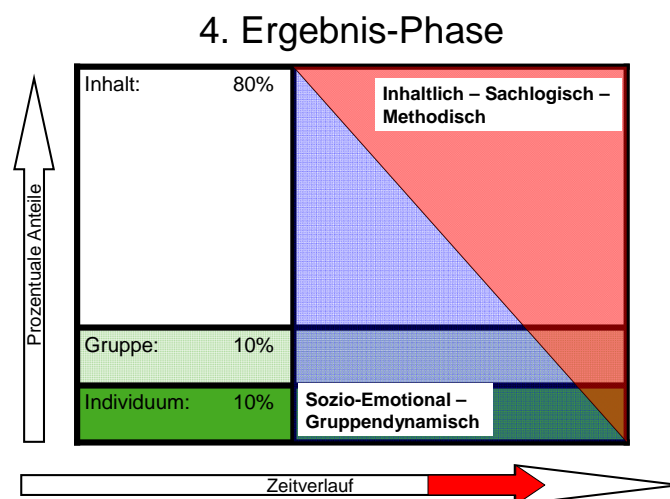 4. Ergebnis-Phase
Inhalt: 80%
Inhaltlich – Sachlogisch –
Methodisch
Prozentuale Anteile
Gruppe: 10%
Individuum: 10%
Sozio-Emotional –
Gruppendynamisch
Zeitverlauf